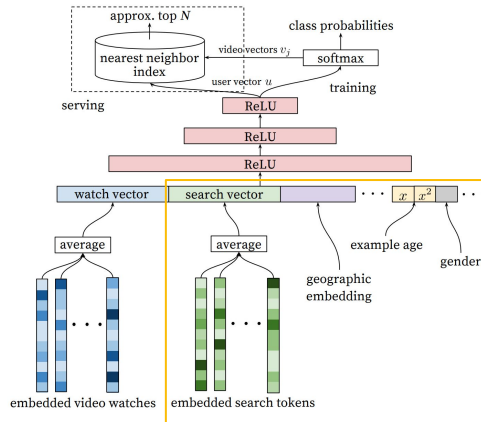 approx. top N
class probabilities
nearest neighbor
index
video vectors v_j
softmax
user vector u
serving
training
ReLU
ReLU
ReLU
watch vector
search vector
x
x²
average
average
example age
gender
geographic
embedding
embedded video watches
embedded search tokens